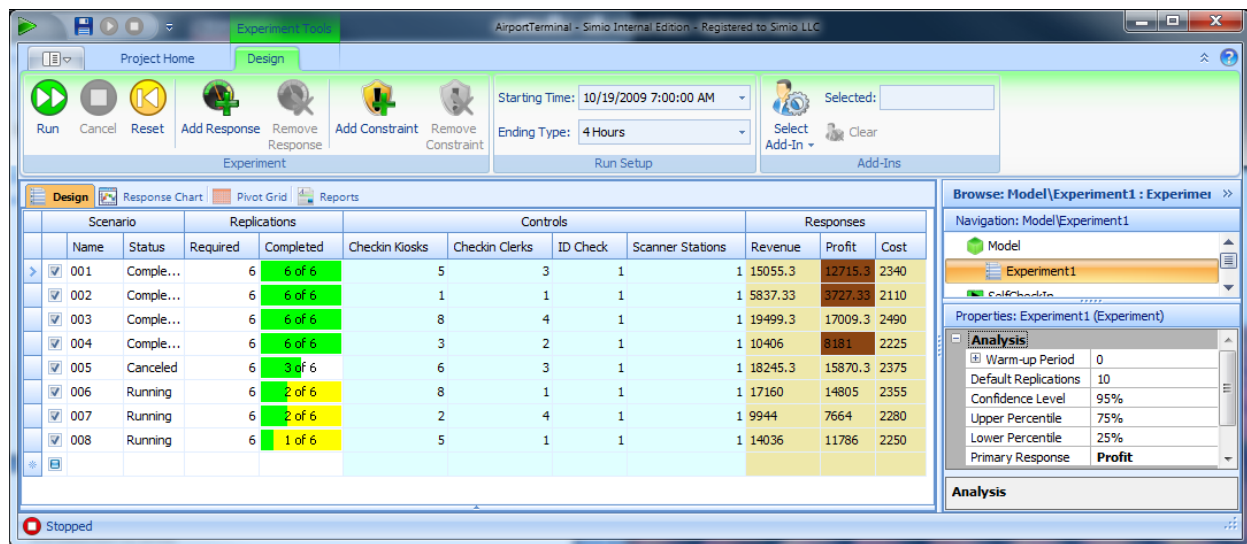 Experiment Tools AirportTerminal - Simio Internal Edition - Registered to Simio LLC
Project Home Design
Run Cancel Reset Add Response Remove Response Add Constraint Remove Constraint
Starting Time: 10/19/2009 7:00:00 AM
Ending Type: 4 Hours
Select Add-In Selected: Clear
Experiment Run Setup Add-Ins
Design Response Chart Pivot Grid Reports
Scenario Replications Controls Responses
Name Status Required Completed Checkin Kiosks Checkin Clerks ID Check Scanner Stations Revenue Profit Cost
001 Comple... 6 6 of 6 5 3 1 1 15055.3 12715.3 2340
002 Comple... 6 6 of 6 1 1 1 1 5837.33 3727.33 2110
003 Comple... 6 6 of 6 8 4 1 1 19499.3 17009.3 2490
004 Comple... 6 6 of 6 3 2 1 1 10406 8181 2225
005 Canceled 6 3 of 6 6 3 1 1 18245.3 15870.3 2375
006 Running 6 2 of 6 8 1 1 1 17160 14805 2355
007 Running 6 2 of 6 2 4 1 1 9944 7664 2280
008 Running 6 1 of 6 5 1 1 1 14036 11786 2250
Browse: Model\Experiment1 : Experimer
Navigation: Model\Experiment1
Model
Experiment1
SelfCheckIn
Properties: Experiment1 (Experiment)
Analysis
Warm-up Period 0
Default Replications 10
Confidence Level 95%
Upper Percentile 75%
Lower Percentile 25%
Primary Response Profit
Analysis
Stopped